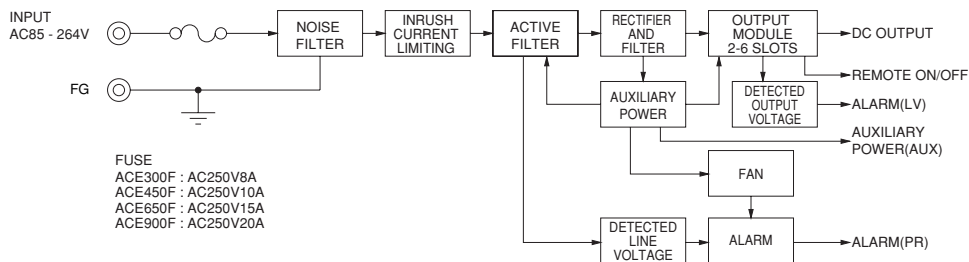 INPUT
AC85 - 264V
FG
NOISE
FILTER
INRUSH
CURRENT
LIMITING
ACTIVE
FILTER
RECTIFIER
AND
FILTER
OUTPUT
MODULE
2-6 SLOTS
DC OUTPUT
REMOTE ON/OFF
AUXILIARY
POWER
DETECTED
OUTPUT
VOLTAGE
ALARM(LV)
AUXILIARY
POWER(AUX)
FAN
DETECTED
LINE
VOLTAGE
ALARM
ALARM(PR)
FUSE
ACE300F : AC250V8A
ACE450F : AC250V10A
ACE650F : AC250V15A
ACE900F : AC250V20A